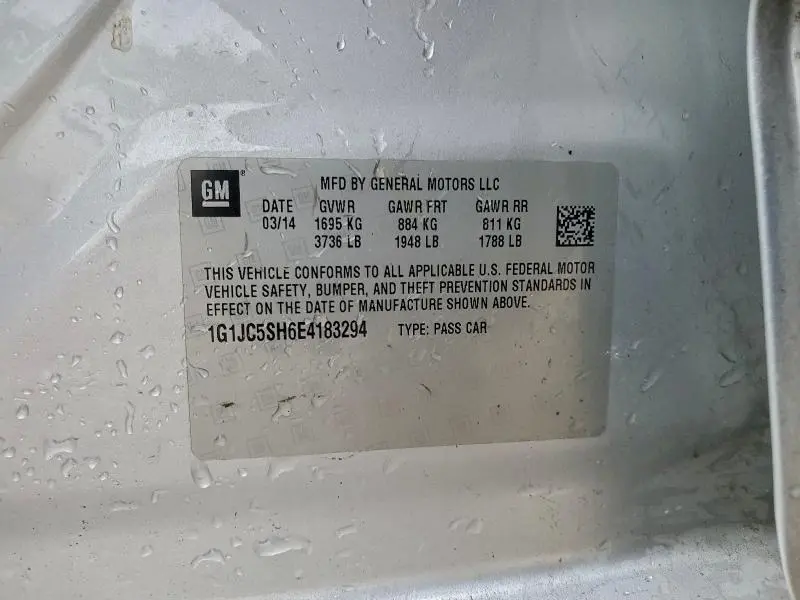 GM® MFD BY GENERAL MOTORS LLC
DATE GVWR GAWR FRT GAWR RR
03/14 1695 KG 884 KG 811 KG
3736 LB 1948 LB 1788 LB
THIS VEHICLE CONFORMS TO ALL APPLICABLE U.S. FEDERAL MOTOR
VEHICLE SAFETY, BUMPER, AND THEFT PREVENTION STANDARDS IN
EFFECT ON THE DATE OF MANUFACTURE SHOWN ABOVE.
1G1JC5SH6E4183294 TYPE: PASS CAR